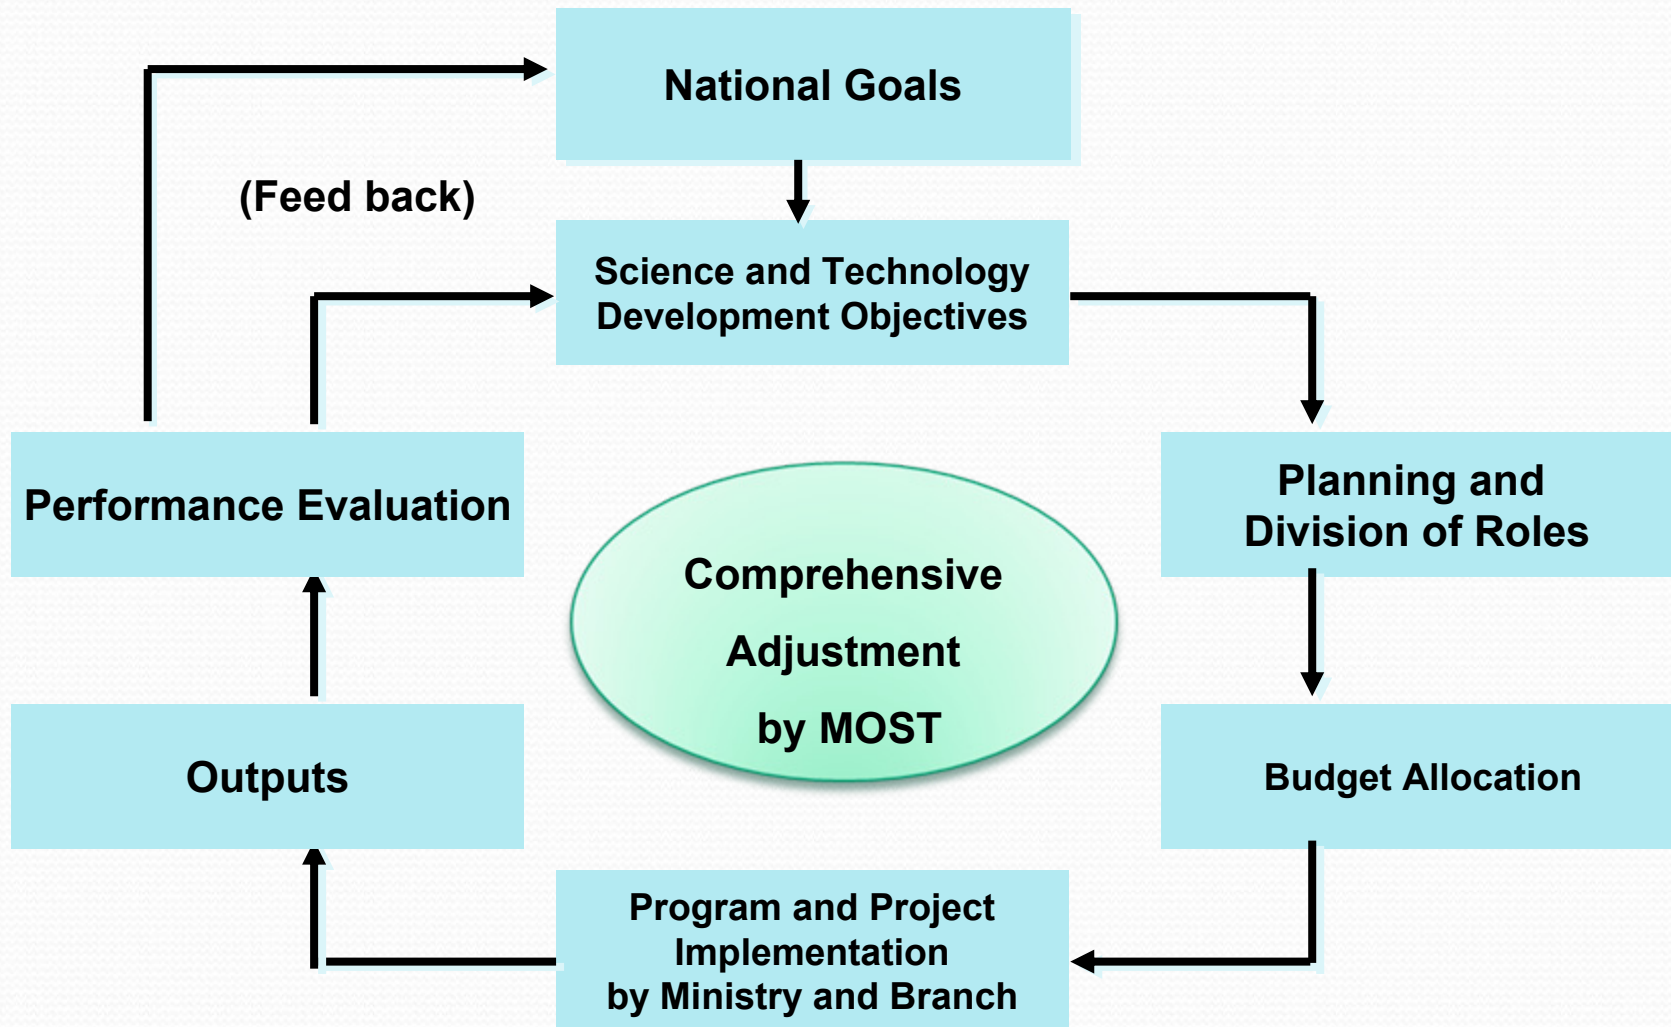 National Goals
(Feed back)
Science and Technology
Development Objectives
Performance Evaluation
Planning and
Division of Roles
Comprehensive
Adjustment
by MOST
Outputs
Budget Allocation
Program and Project
Implementation
by Ministry and Branch